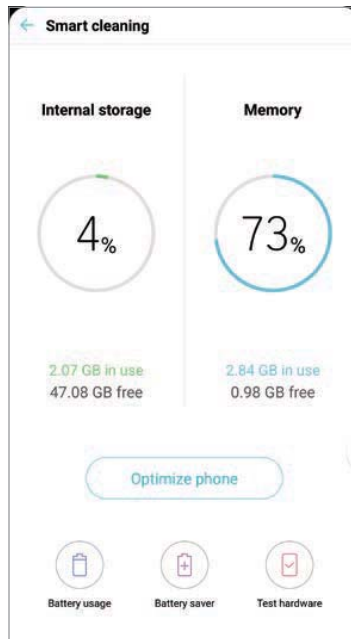 Smart cleaning
Internal storage
Memory
4%
73%
2.07 GB in use
47.08 GB free
2.84 GB in use
0.98 GB free
Optimize phone
Battery usage
Battery saver
Test hardware